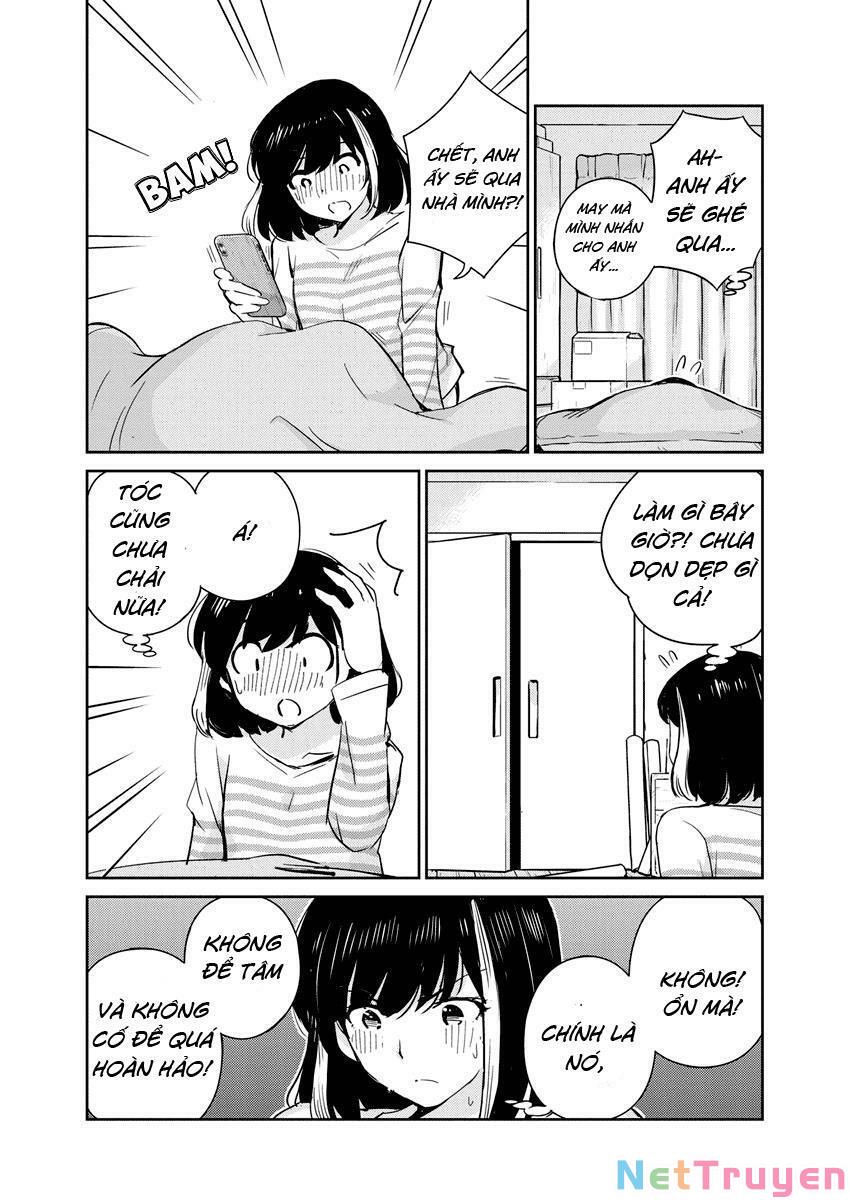 AH-
ANH ẤY
SẼ GHÉ
QUA...
MAY MÀ
MÌNH NHẮN
CHO ANH
ẤY...
CHẾT, ANH
ẤY SẼ QUA
NHÀ MÌNH?!
BAM!
LÀM GÌ BÂY
GIỜ?! CHƯA
DỌN DẸP GÌ
CẢ!
Á!
TÓC
CŨNG
CHƯA
CHẢI
NỮA!
KHÔNG!
ỔN MÀ!
CHÍNH LÀ
NÓ,
KHÔNG
ĐỂ TÂM
VÀ KHÔNG
CỐ ĐỂ QUÁ
HOÀN HẢO!
NetTruyen